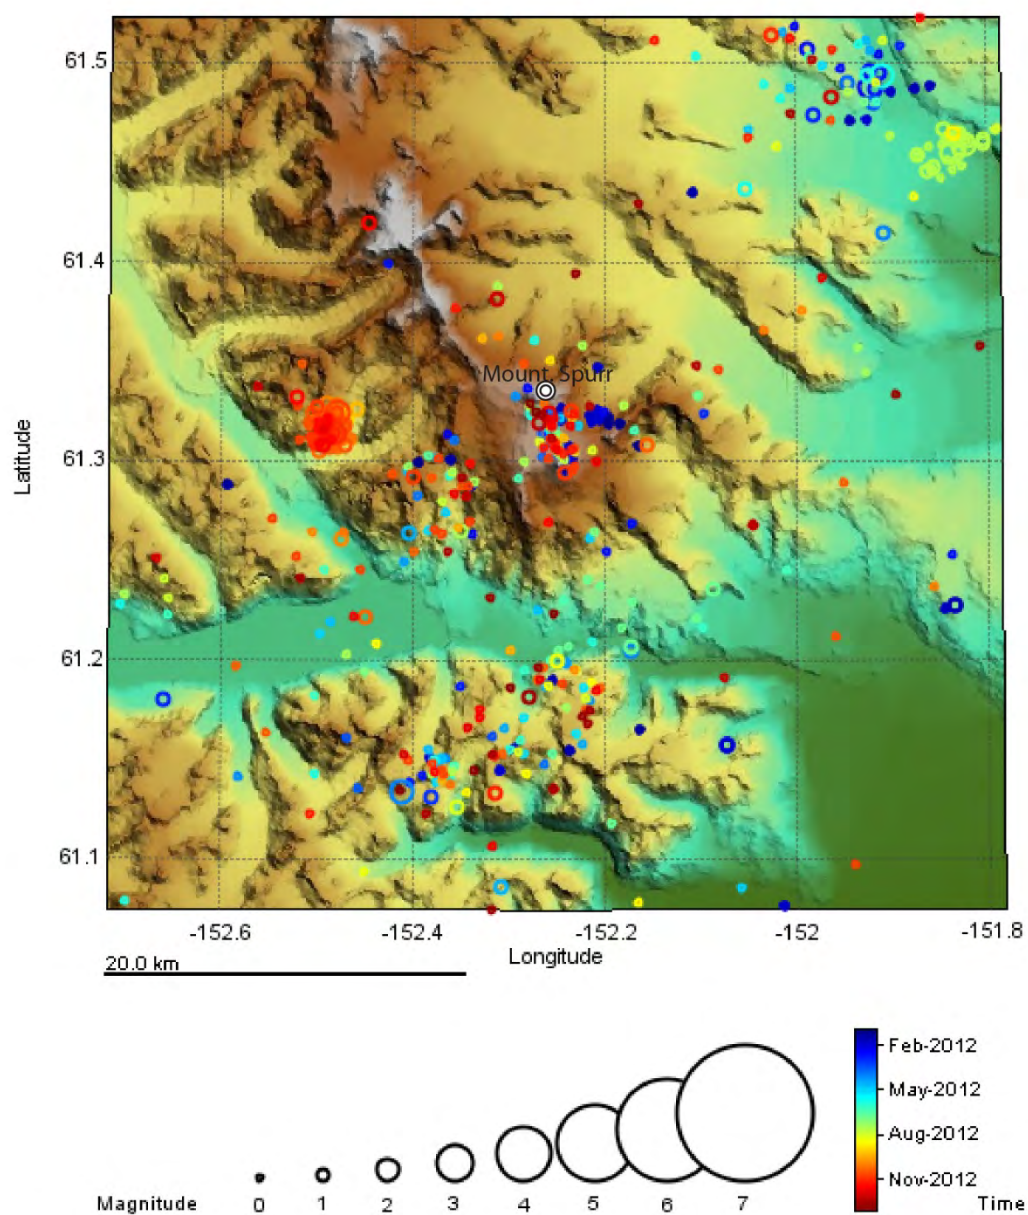 61.5
61.4
61.3
61.2
61.1
Latitude
Mount Spurr
-152.6 -152.4 -152.2 -152 -151.8
Longitude
20.0 km
Feb-2012
May-2012
Aug-2012
Nov-2012
Magnitude 0 1 2 3 4 5 6 7 Time